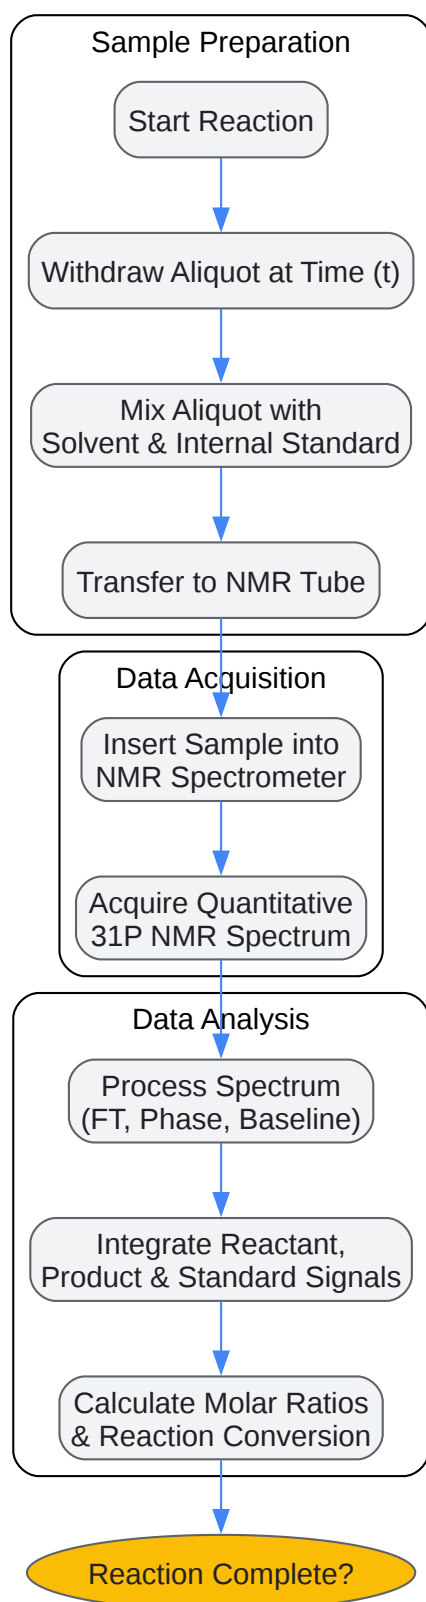 Sample Preparation
Start Reaction
Withdraw Aliquot at Time (t)
Mix Aliquot with
Solvent & Internal Standard
Transfer to NMR Tube
Data Acquisition
Insert Sample into
NMR Spectrometer
Acquire Quantitative
31P NMR Spectrum
Data Analysis
Process Spectrum
(FT, Phase, Baseline)
Integrate Reactant,
Product & Standard Signals
Calculate Molar Ratios
& Reaction Conversion
Reaction Complete?